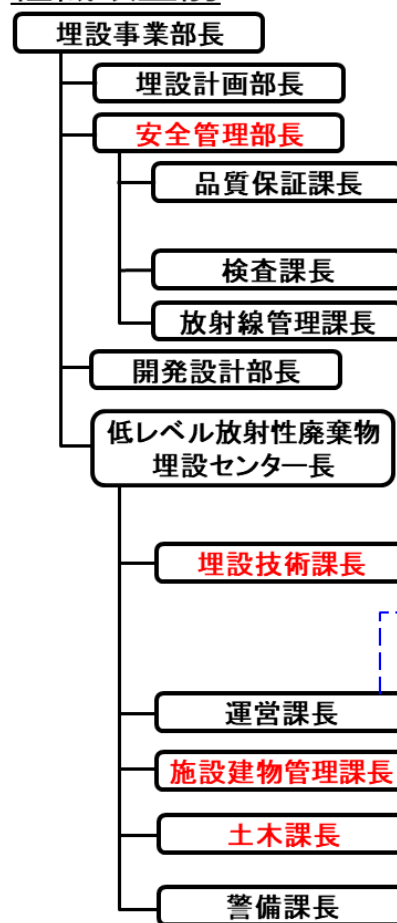 埋設事業部長
埋設計画部長
安全管理部長
品質保証課長
検査課長
放射線管理課長
開発設計部長
低レベル放射性廃棄物
埋設センター長
埋設技術課長
運営課長
施設建物管理課長
土木課長
警備課長